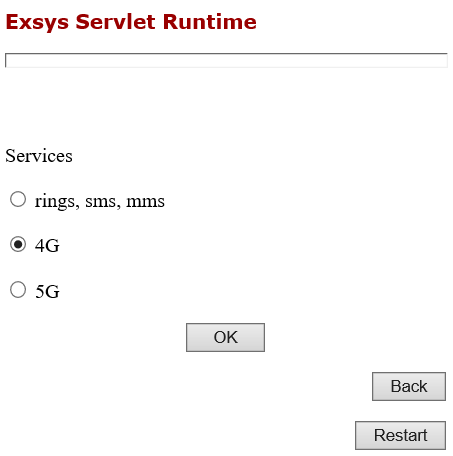 Exsys Servlet Runtime
Services
rings, sms, mms
4G
5G
OK
Back
Restart